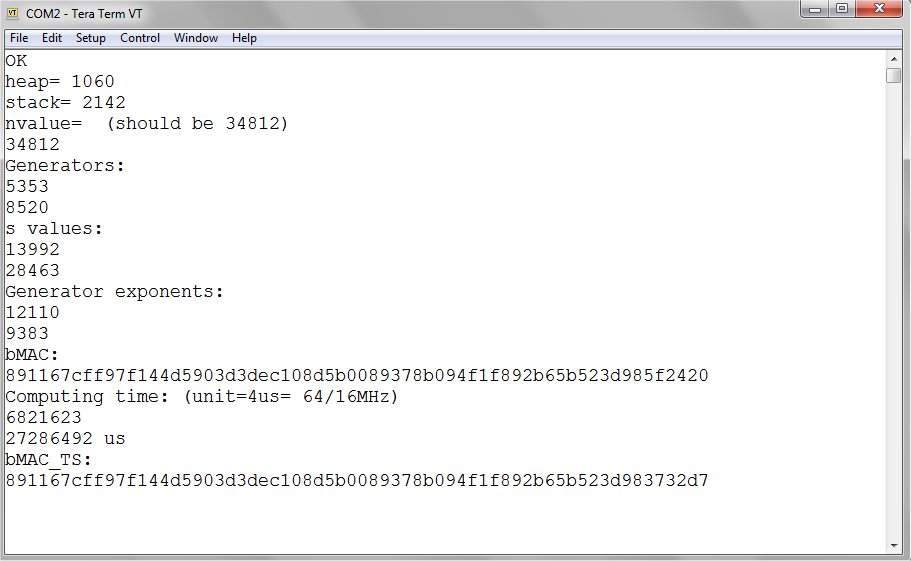 COM2 - Tera Term VT
File Edit Setup Control Window Help
OK
heap= 1060
stack= 2142
nvalue=  (should be 34812)
34812
Generators:
5353
8520
s values:
13992
28463
Generator exponents:
12110
9383
bMAC:
891167cff97f144d5903d3dec108d5b0089378b094f1f892b65b523d985f2420
Computing time: (unit=4us= 64/16MHz)
6821623
27286492 us
bMAC_TS:
891167cff97f144d5903d3dec108d5b0089378b094f1f892b65b523d983732d7